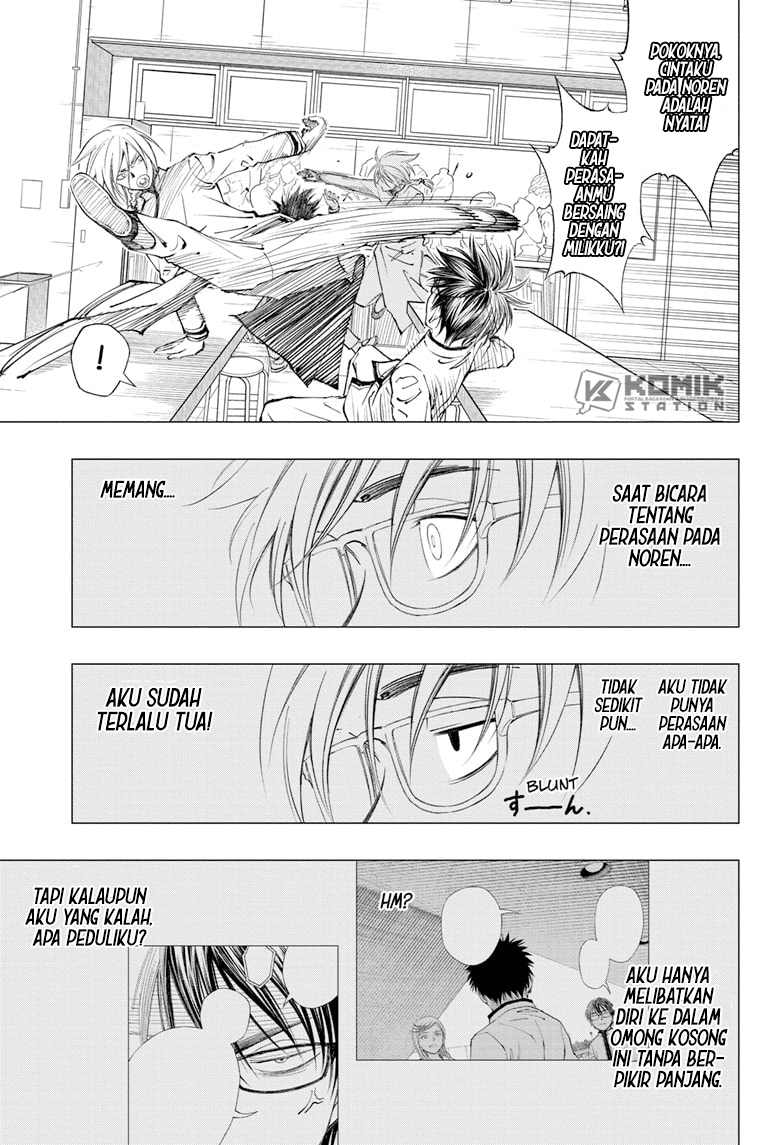 POKOKNYA,
CINTAKU
PADA NOREN
ADALAH
NYATA!
DAPAT-
KAH
PERASA-
ANMU
BERSAING
DENGAN
MILIKKU?!
!
KOMIK
STATION
SAAT BICARA
TENTANG
PERASAAN PADA
NOREN....
MEMANG....
AKU TIDAK
PUNYA
PERASAAN
APA-APA.
TIDAK
SEDIKIT
PUN....
AKU SUDAH
TERLALU TUA!
BLUNT
すーーん.
HM?
AKU HANYA
MELIBATKAN
DIRI KE DALAM
OMONG KOSONG
INI TANPA BER-
PIKIR PANJANG.
TAPI KALAUPUN
AKU YANG KALAH,
APA PEDULIKU?